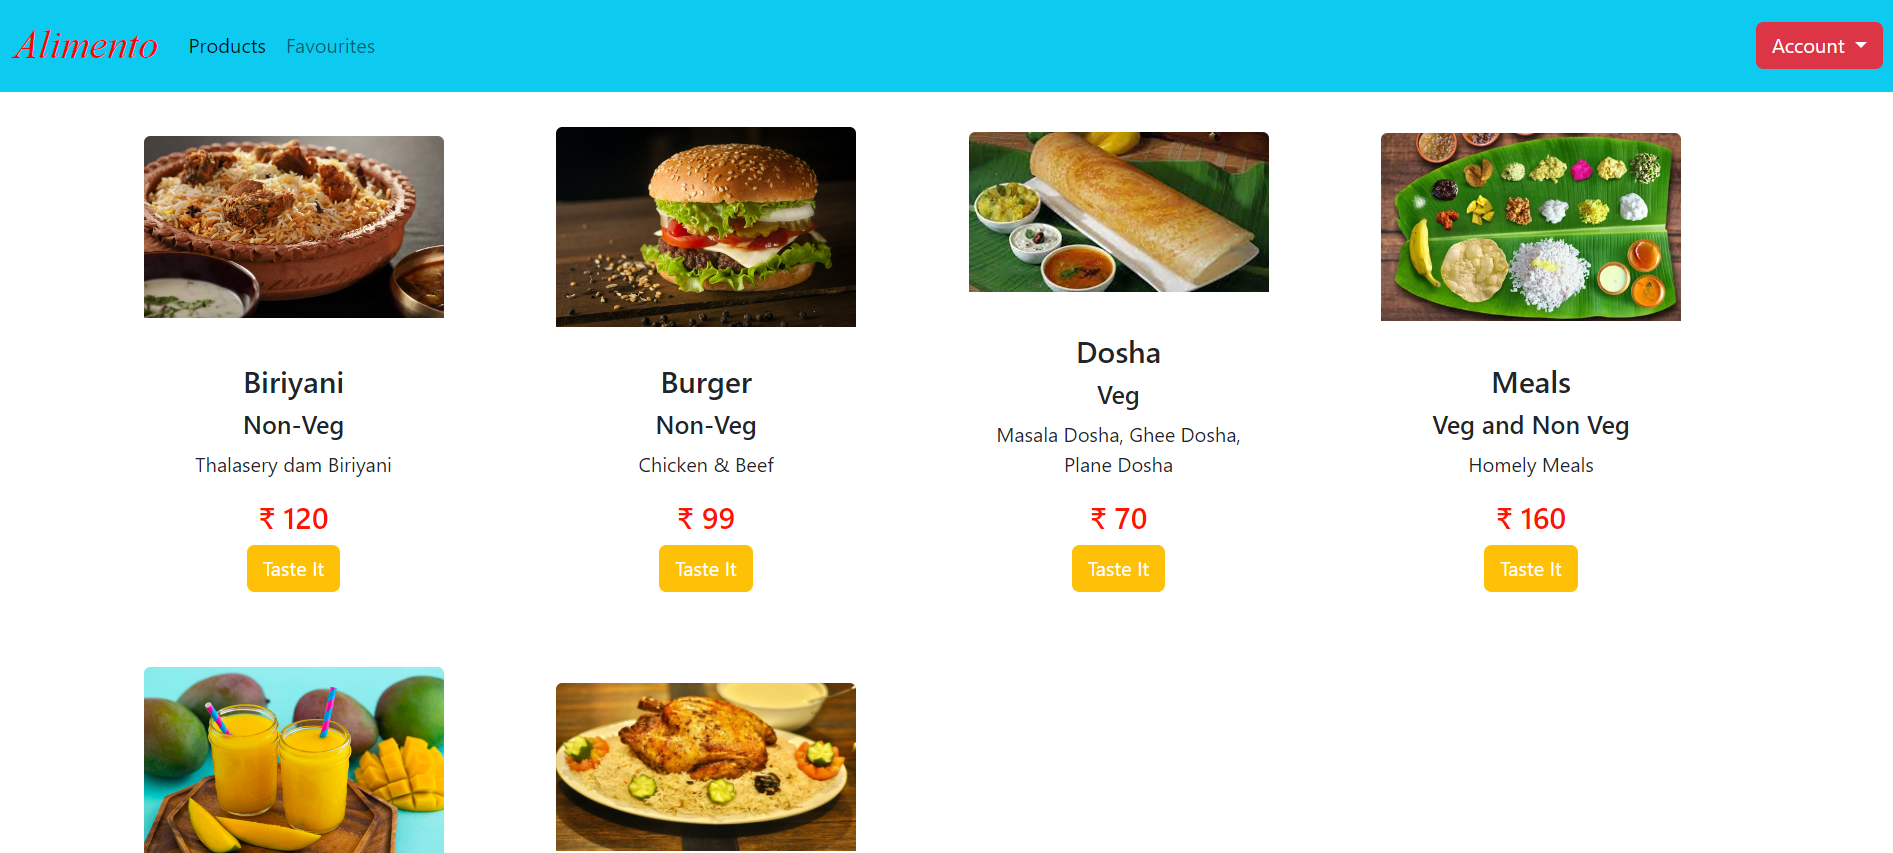 Alimento
Products
Favourites
Account
Biriyani
Non-Veg
Thalasery dam Biriyani
₹ 120
Taste It
Burger
Non-Veg
Chicken & Beef
₹ 99
Taste It
Dosha
Veg
Masala Dosha, Ghee Dosha,
Plane Dosha
₹ 70
Taste It
Meals
Veg and Non Veg
Homely Meals
₹ 160
Taste It